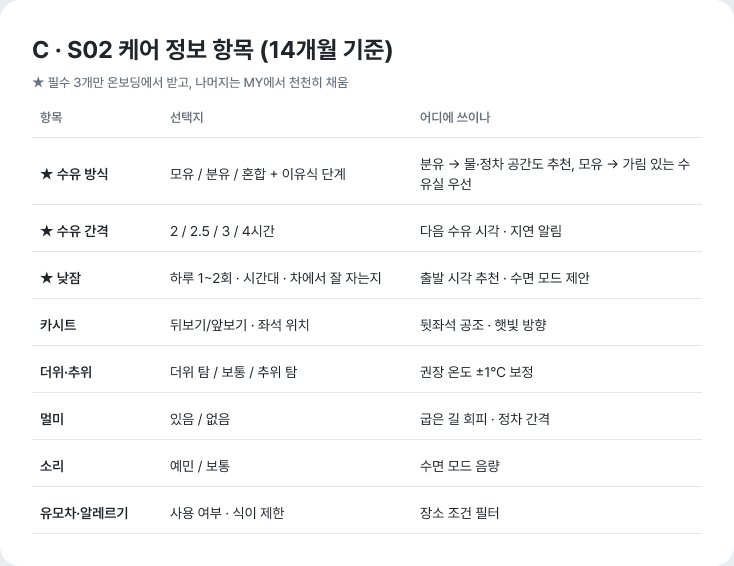 C · S02 케어 정보 항목 (14개월 기준)
★ 필수 3개만 온보딩에서 받고, 나머지는 MY에서 천천히 채움
항목 선택지 어디에 쓰이나
★ 수유 방식 모유 / 분유 / 혼합 + 이유식 단계 분유 → 물·정차 공간도 추천, 모유 → 가림 있는 수
유실 우선
★ 수유 간격 2 / 2.5 / 3 / 4시간 다음 수유 시각 · 지연 알림
★ 낮잠 하루 1~2회 · 시간대 · 차에서 잘 자는지 출발 시각 추천 · 수면 모드 제안
카시트 뒤보기/앞보기 · 좌석 위치 뒷좌석 공조 · 햇빛 방향
더위·추위 더위 탐 / 보통 / 추위 탐 권장 온도 ±1°C 보정
멀미 있음 / 없음 굽은 길 회피 · 정차 간격
소리 예민 / 보통 수면 모드 음량
유모차·알레르기 사용 여부 · 식이 제한 장소 조건 필터